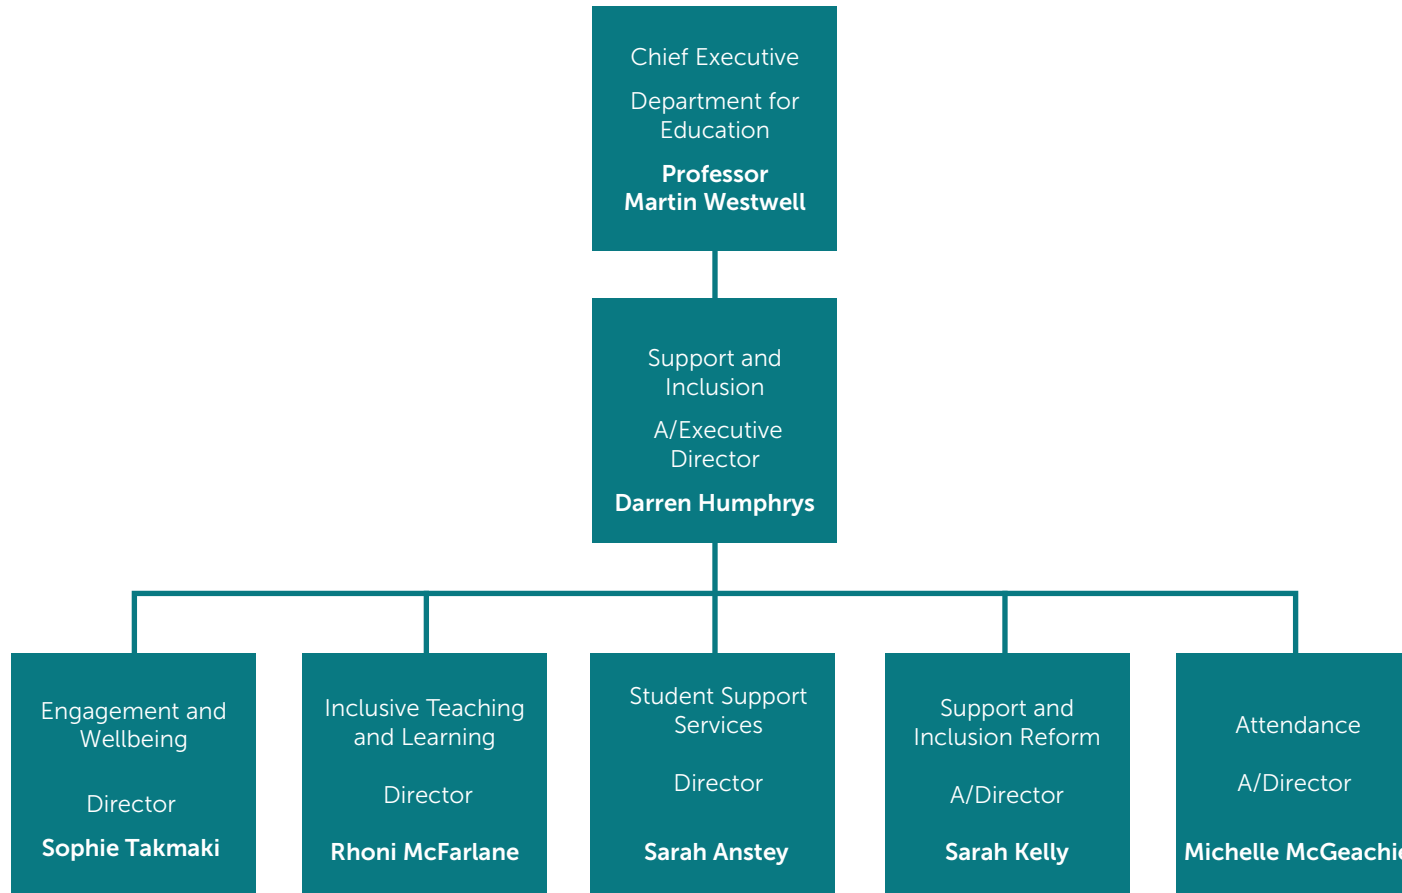 Chief Executive
Department for
Education
Professor
Martin Westwell
Support and
Inclusion
A/Executive
Director
Darren Humphrys
Engagement and
Wellbeing
Director
Sophie Takmaki
Inclusive Teaching
and Learning
Director
Rhoni McFarlane
Student Support
Services
Director
Sarah Anstey
Support and
Inclusion Reform
A/Director
Sarah Kelly
Attendance
A/Director
Michelle McGeachie